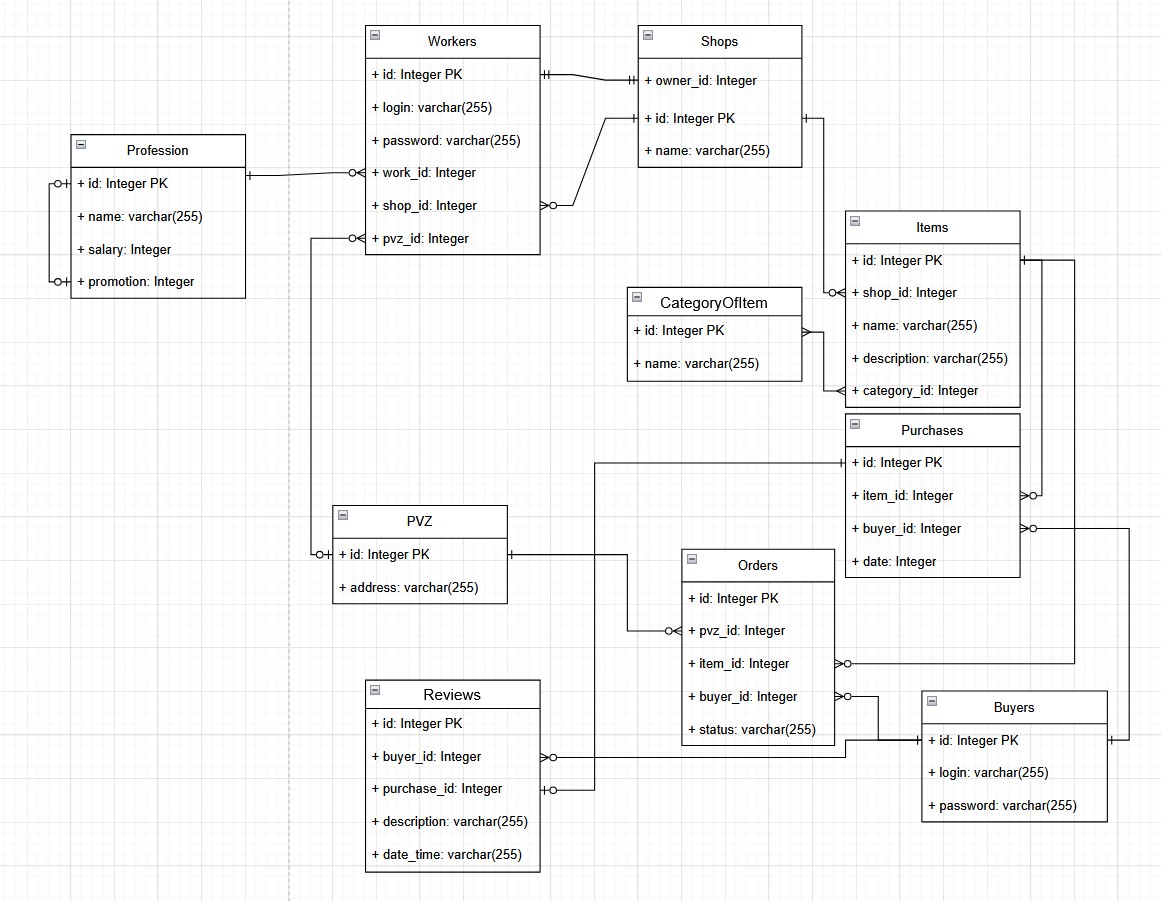 Workers
+ id: Integer PK
+ login: varchar(255)
+ password: varchar(255)
+ work_id: Integer
+ shop_id: Integer
+ pvz_id: Integer
Shops
+ owner_id: Integer
+ id: Integer PK
+ name: varchar(255)
Profession
+ id: Integer PK
+ name: varchar(255)
+ salary: Integer
+ promotion: Integer
Items
+ id: Integer PK
+ shop_id: Integer
+ name: varchar(255)
+ description: varchar(255)
+ category_id: Integer
CategoryOfItem
+ id: Integer PK
+ name: varchar(255)
Purchases
+ id: Integer PK
+ item_id: Integer
+ buyer_id: Integer
+ date: Integer
PVZ
+ id: Integer PK
+ address: varchar(255)
Orders
+ id: Integer PK
+ pvz_id: Integer
+ item_id: Integer
+ buyer_id: Integer
+ status: varchar(255)
Reviews
+ id: Integer PK
+ buyer_id: Integer
+ purchase_id: Integer
+ description: varchar(255)
+ date_time: varchar(255)
Buyers
+ id: Integer PK
+ login: varchar(255)
+ password: varchar(255)